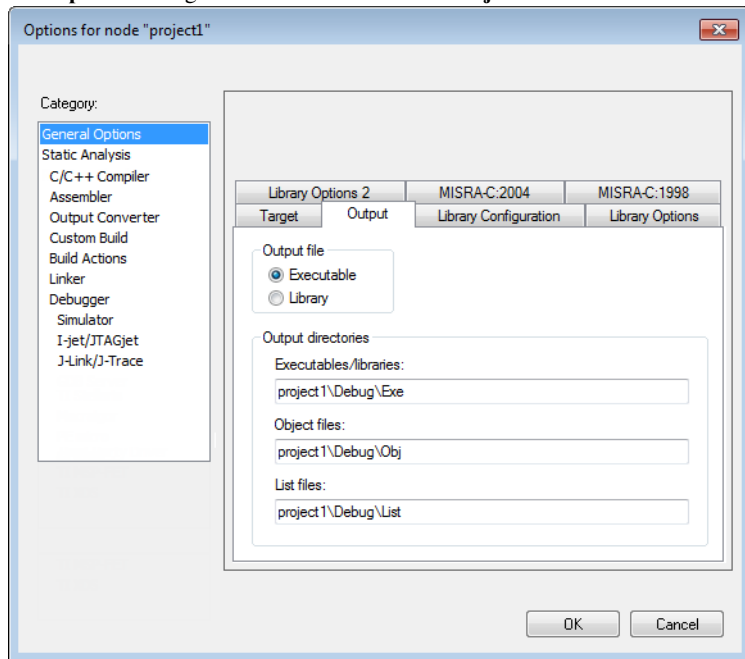 Options for node "project1"
Category:
General Options
Static Analysis
C/C++ Compiler
Assembler
Output Converter
Custom Build
Build Actions
Linker
Debugger
Simulator
I-jet/JTAGjet
J-Link/J-Trace
Library Options 2 MISRA-C:2004 MISRA-C:1998
Target Output Library Configuration Library Options
Output file
Executable
Library
Output directories
Executables/libraries:
project1\Debug\Exe
Object files:
project1\Debug\Obj
List files:
project1\Debug\List
OK Cancel